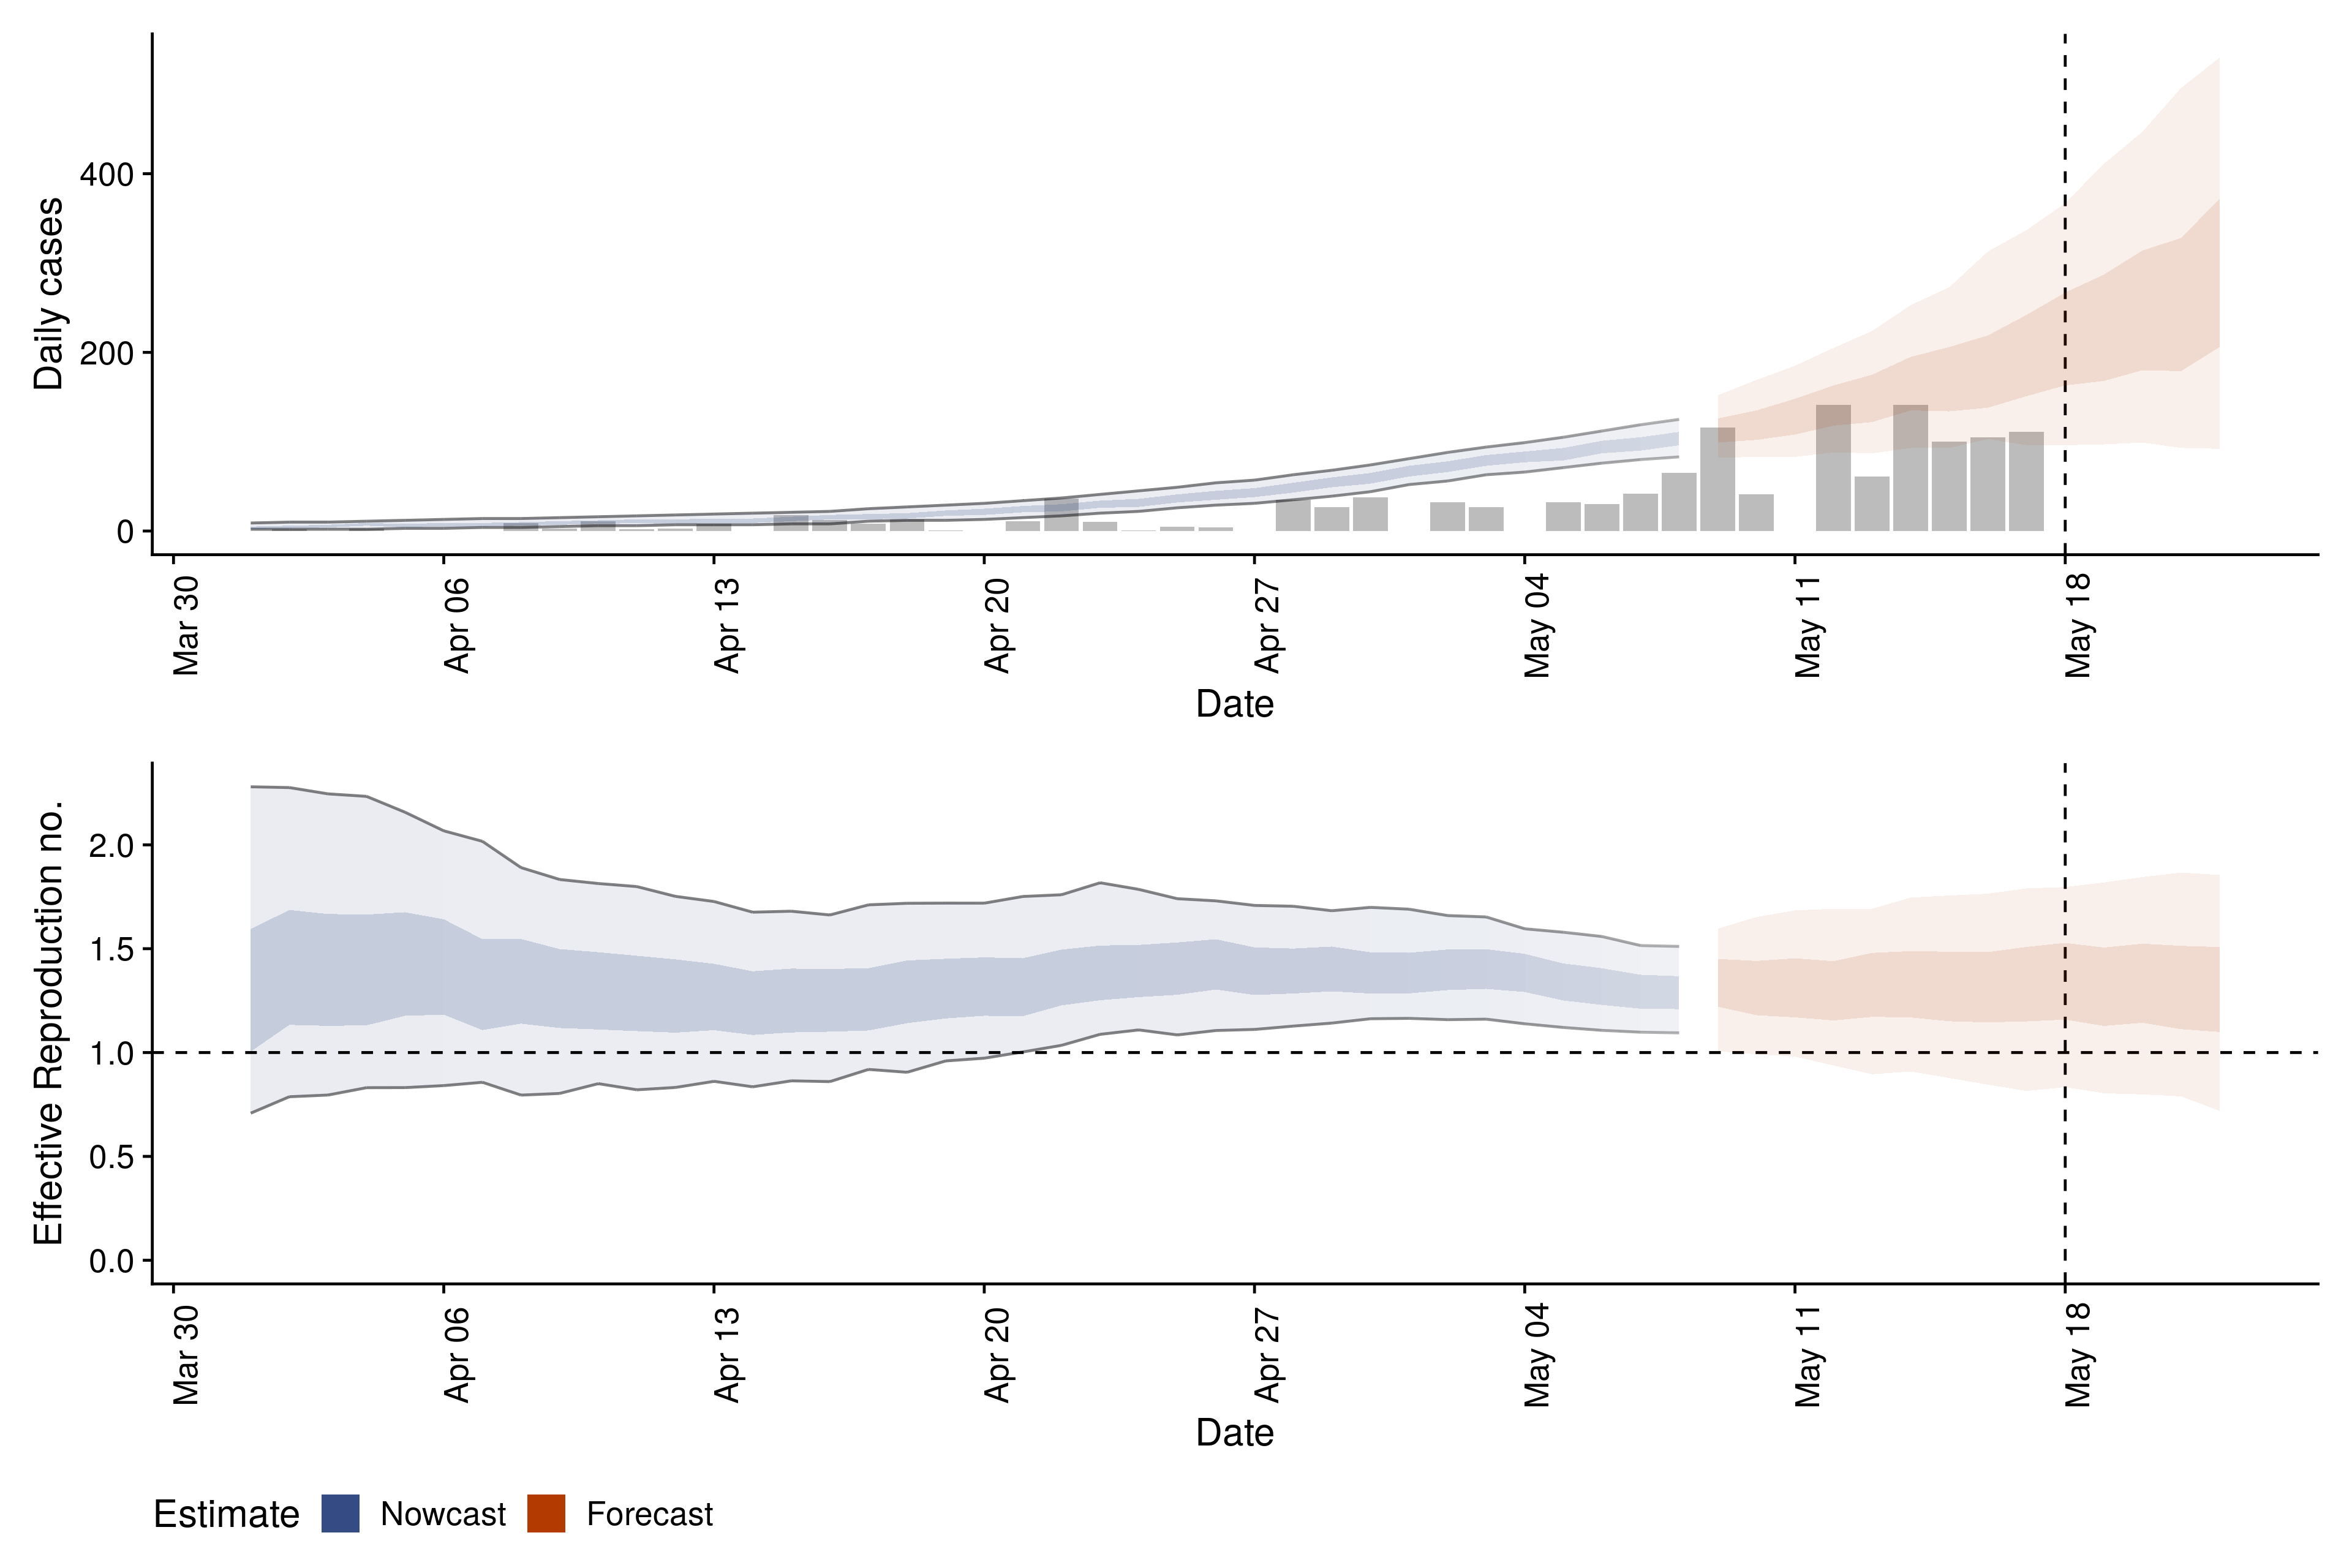 Daily cases
400
200
0
Mar 30
Apr 06
Apr 13
Apr 20
Apr 27
May 04
May 11
May 18
Date
Effective Reproduction no.
2.0
1.5
1.0
0.5
0.0
Mar 30
Apr 06
Apr 13
Apr 20
Apr 27
May 04
May 11
May 18
Date
Estimate Nowcast Forecast